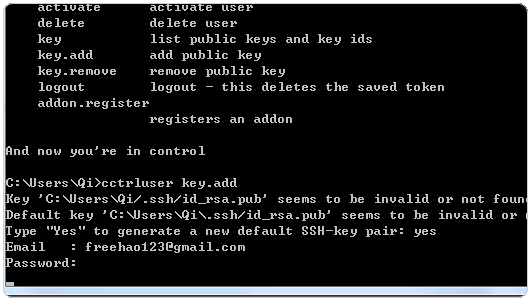 activate      activate user
delete        delete user
key           list public keys and key ids
key.add       add public key
key.remove    remove public key
logout        logout - this deletes the saved token
addon.register
              registers an addon
And now you're in control
C:\Users\Qi>cctrluser key.add
Key 'C:\Users\Qi/.ssh/id_rsa.pub' seems to be invalid or not foun
Default key 'C:\Users\Qi\.ssh/id_rsa.pub' seems to be invalid or
Type "Yes" to generate a new default SSH-key pair: yes
Email   : freehao123@gmail.com
Password: